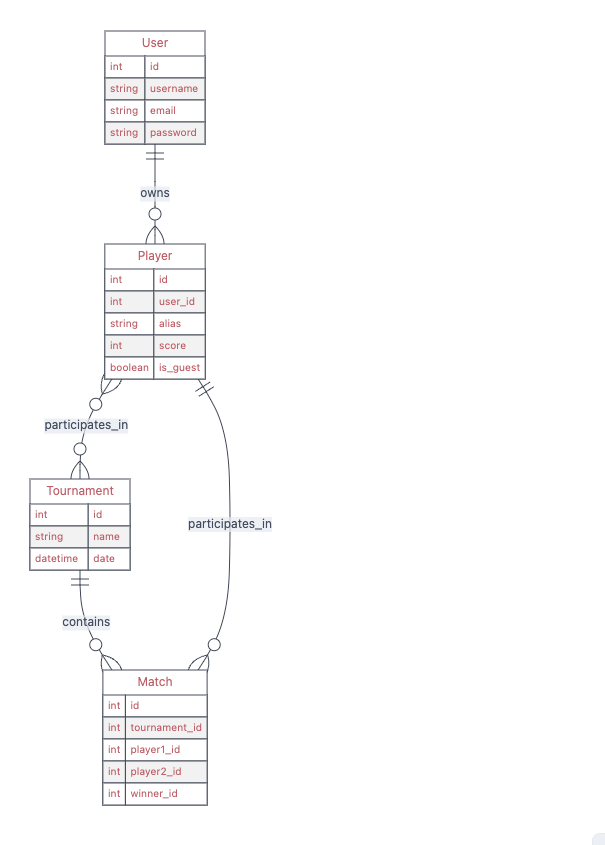 User
int id
string username
string email
string password
owns
Player
int id
int user_id
string alias
int score
boolean is_guest
participates_in
Tournament
int id
string name
datetime date
participates_in
contains
Match
int id
int tournament_id
int player1_id
int player2_id
int winner_id